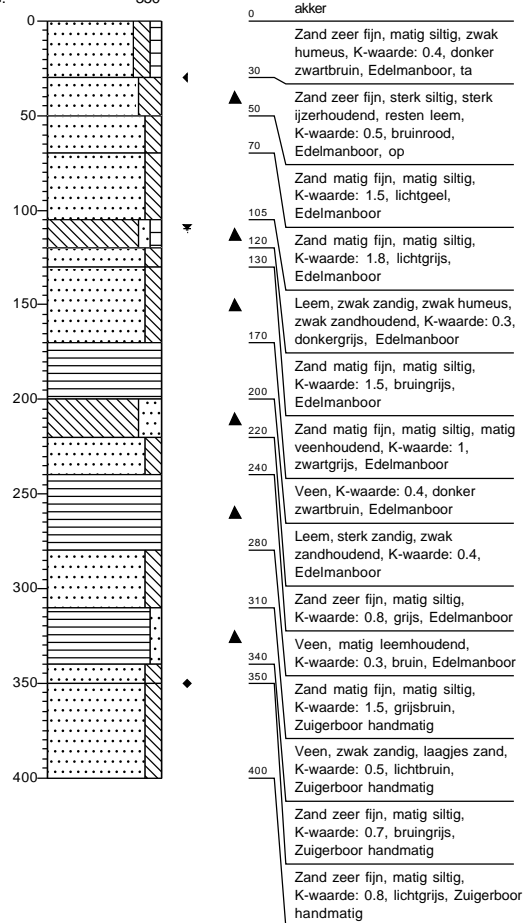 0
50
100
150
200
250
300
350
400
0
akker
Zand zeer fijn, matig siltig, zwak
humeus, K-waarde: 0.4, donker
zwartbruin, Edelmanboor, ta
30
Zand zeer fijn, sterk siltig, sterk
ijzerhoudend, resten leem,
K-waarde: 0.5, bruinrood,
Edelmanboor, op
50
Zand matig fijn, matig siltig,
K-waarde: 1.5, lichtgeel,
Edelmanboor
70
Zand matig fijn, matig siltig,
K-waarde: 1.8, lichtgrijs,
Edelmanboor
105
Leem, zwak zandig, zwak humeus,
zwak zandhoudend, K-waarde: 0.3,
donkergrijs, Edelmanboor
120
Zand matig fijn, matig siltig,
K-waarde: 1.5, bruingrijs,
Edelmanboor
130
Zand matig fijn, matig siltig, matig
veenhoudend, K-waarde: 1,
zwartgrijs, Edelmanboor
170
Veen, K-waarde: 0.4, donker
zwartbruin, Edelmanboor
200
Leem, sterk zandig, zwak
zandhoudend, K-waarde: 0.4,
Edelmanboor
220
Zand zeer fijn, matig siltig,
K-waarde: 0.8, grijs, Edelmanboor
240
Veen, matig leemhoudend,
K-waarde: 0.3, bruin, Edelmanboor
280
Zand matig fijn, matig siltig,
K-waarde: 1.5, grijsbruin,
Zuigerboor handmatig
310
Veen, zwak zandig, laagjes zand,
K-waarde: 0.5, lichtbruin,
Zuigerboor handmatig
340
Zand zeer fijn, matig siltig,
K-waarde: 0.7, bruingrijs,
Zuigerboor handmatig
350
Zand zeer fijn, matig siltig,
K-waarde: 0.8, lichtgrijs, Zuigerboor
handmatig
400